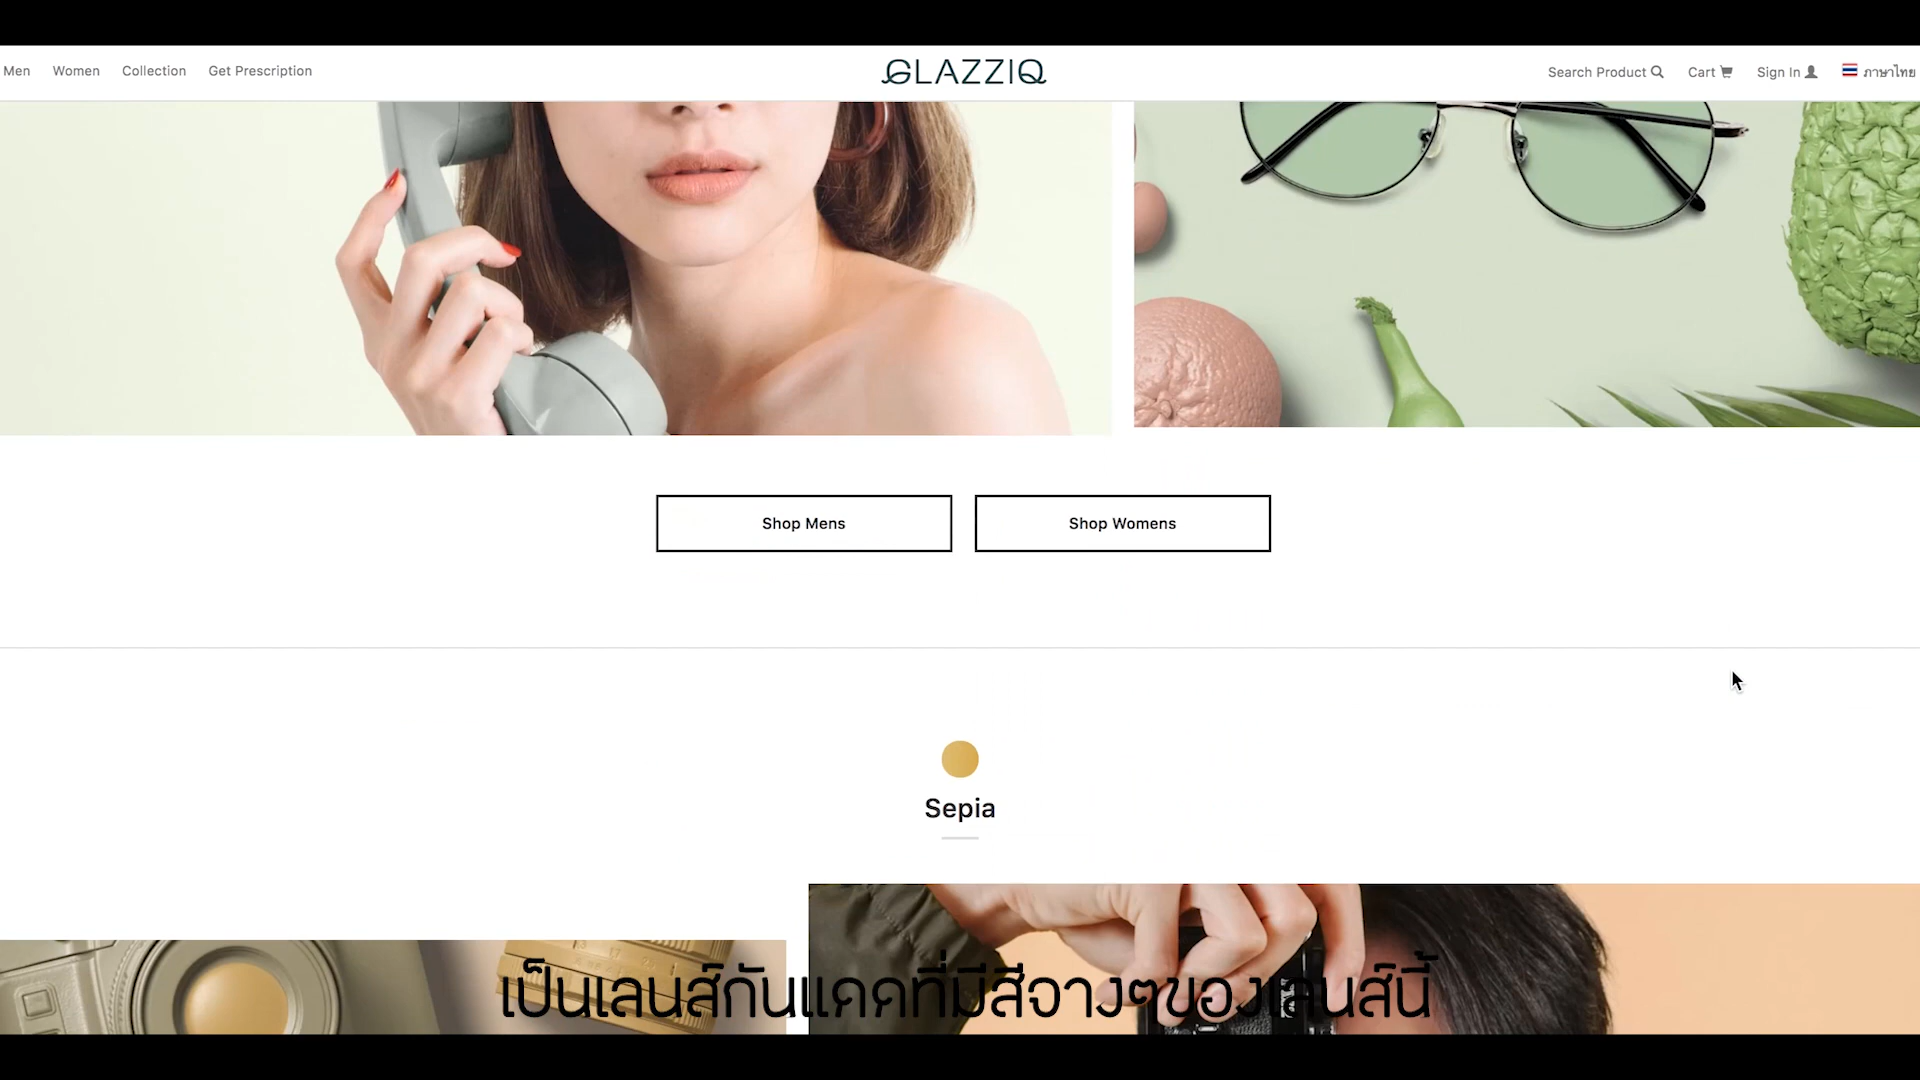 Men Women Collection Get Prescription GLAZZIQ Search Product Cart Sign In ภาษาไทย
Shop Mens Shop Womens
Sepia
เป็นเลนส์กันแดดที่มีสีจางๆของเลนส์นี้